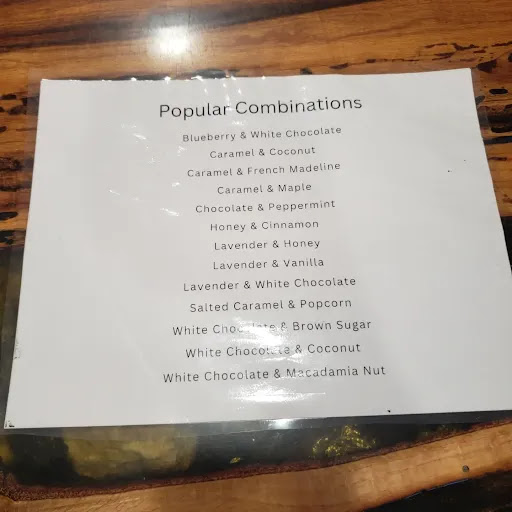 Popular Combinations
Blueberry & White Chocolate
Caramel & Coconut
Caramel & French Madeline
Caramel & Maple
Chocolate & Peppermint
Honey & Cinnamon
Lavender & Honey
Lavender & Vanilla
Lavender & White Chocolate
Salted Caramel & Popcorn
White Chocolate & Brown Sugar
White Chocolate & Coconut
White Chocolate & Macadamia Nut